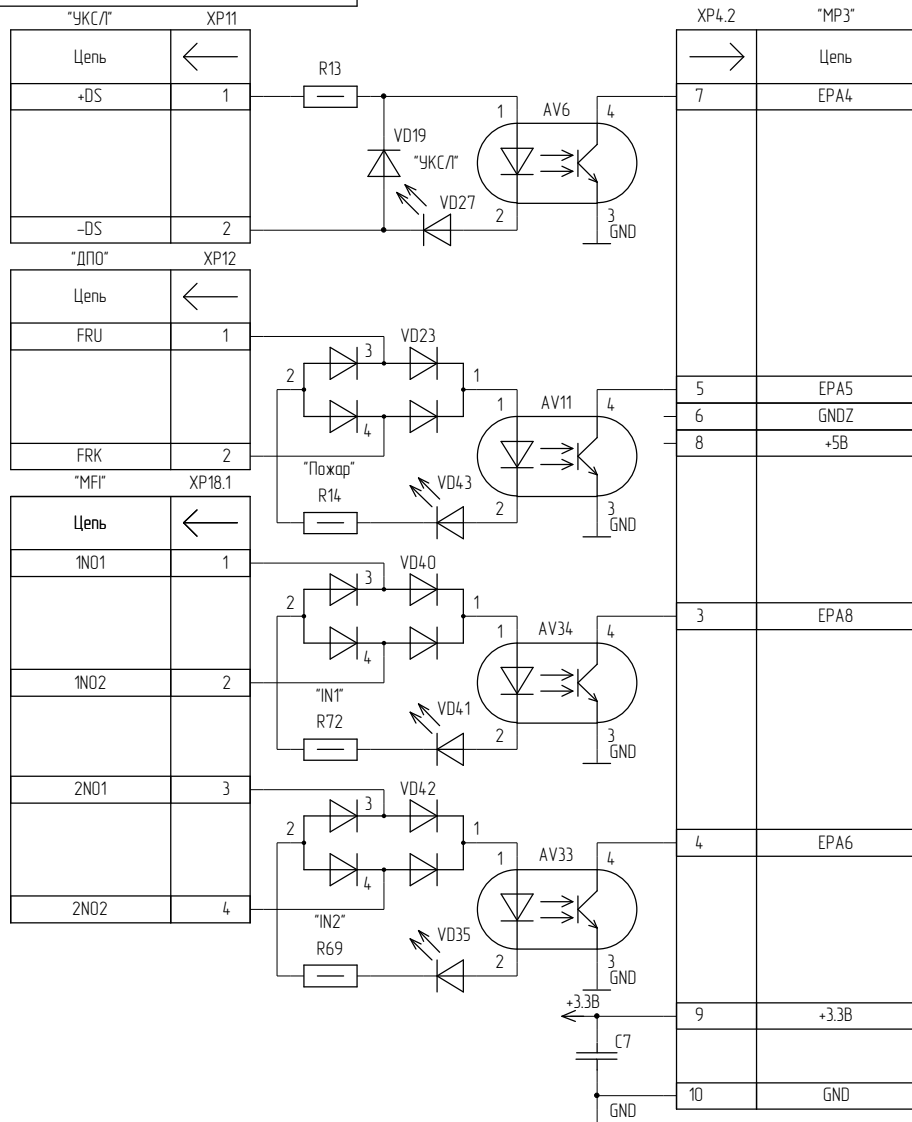 "УКСЛ" XP11
Цепь
+DS 1
-DS 2
"ДПО" XP12
Цепь
FRU 1
FRK 2
"MFI" XP18.1
Цепь
1N01 1
1N02 2
2N01 3
2N02 4
R13
VD19
"УКСЛ"
VD27
1 AV6 4
2 3
GND
3 VD23
2 1
4
"Пожар"
R14 VD43
1 AV11 4
2 3
GND
3 VD40
2 1
4
"IN1"
R72 VD41
1 AV34 4
2 3
GND
3 VD42
2 1
4
"IN2"
R69 VD35
1 AV33 4
2 3
GND
+3.3В
C7
GND
XP4.2 "МРЗ"
Цепь
7 EPA4
5 EPA5
6 GNDZ
8 +5В
3 EPA8
4 EPA6
9 +3.3В
10 GND